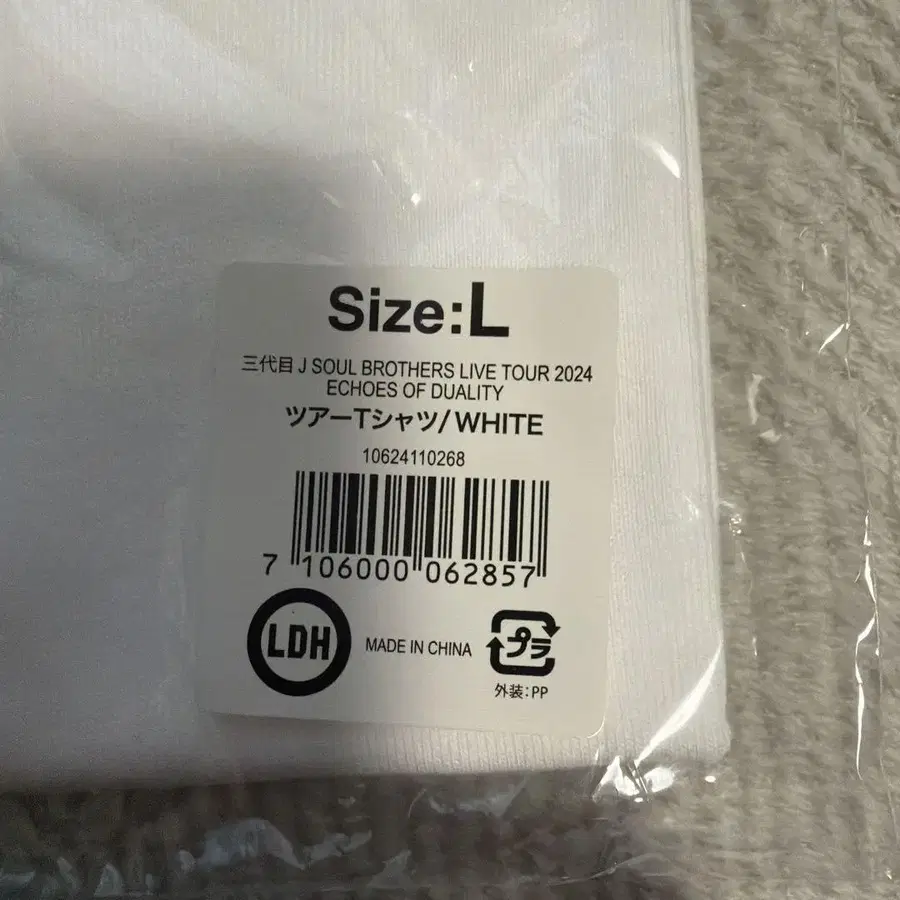 Size:L
三代目 J SOUL BROTHERS LIVE TOUR 2024
ECHOES OF DUALITY
ツアーTシャツ/WHITE
10624110268
7 106000 062857
LDH
MADE IN CHINA
プラ
外装:PP